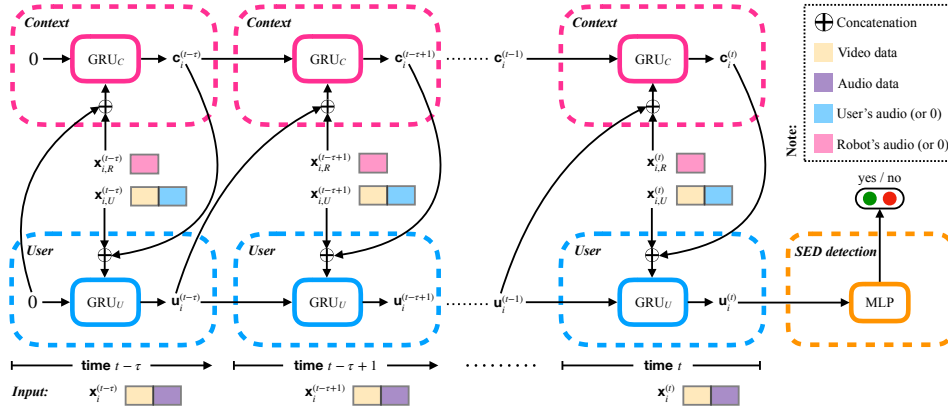 Context
0
GRU_C
c_i^{(t−τ)}
x_{i,R}^{(t−τ)}
x_{i,U}^{(t−τ)}
User
0
GRU_U
u_i^{(t−τ)}
Context
GRU_C
c_i^{(t−τ+1)}
x_{i,R}^{(t−τ+1)}
x_{i,U}^{(t−τ+1)}
GRU_U
u_i^{(t−τ+1)}
........ c_i^{(t−1)}
........ u_i^{(t−1)}
Context
GRU_C
c_i^{(t)}
x_{i,R}^{(t)}
x_{i,U}^{(t)}
User
GRU_U
u_i^{(t)}
Note:
Concatenation
Video data
Audio data
User's audio (or 0)
Robot's audio (or 0)
yes / no
SED detection
MLP
time t − τ
time t − τ + 1
..........
time t
Input:
x_i^{(t−τ)}
x_i^{(t−τ+1)}
..........
x_i^{(t)}
User